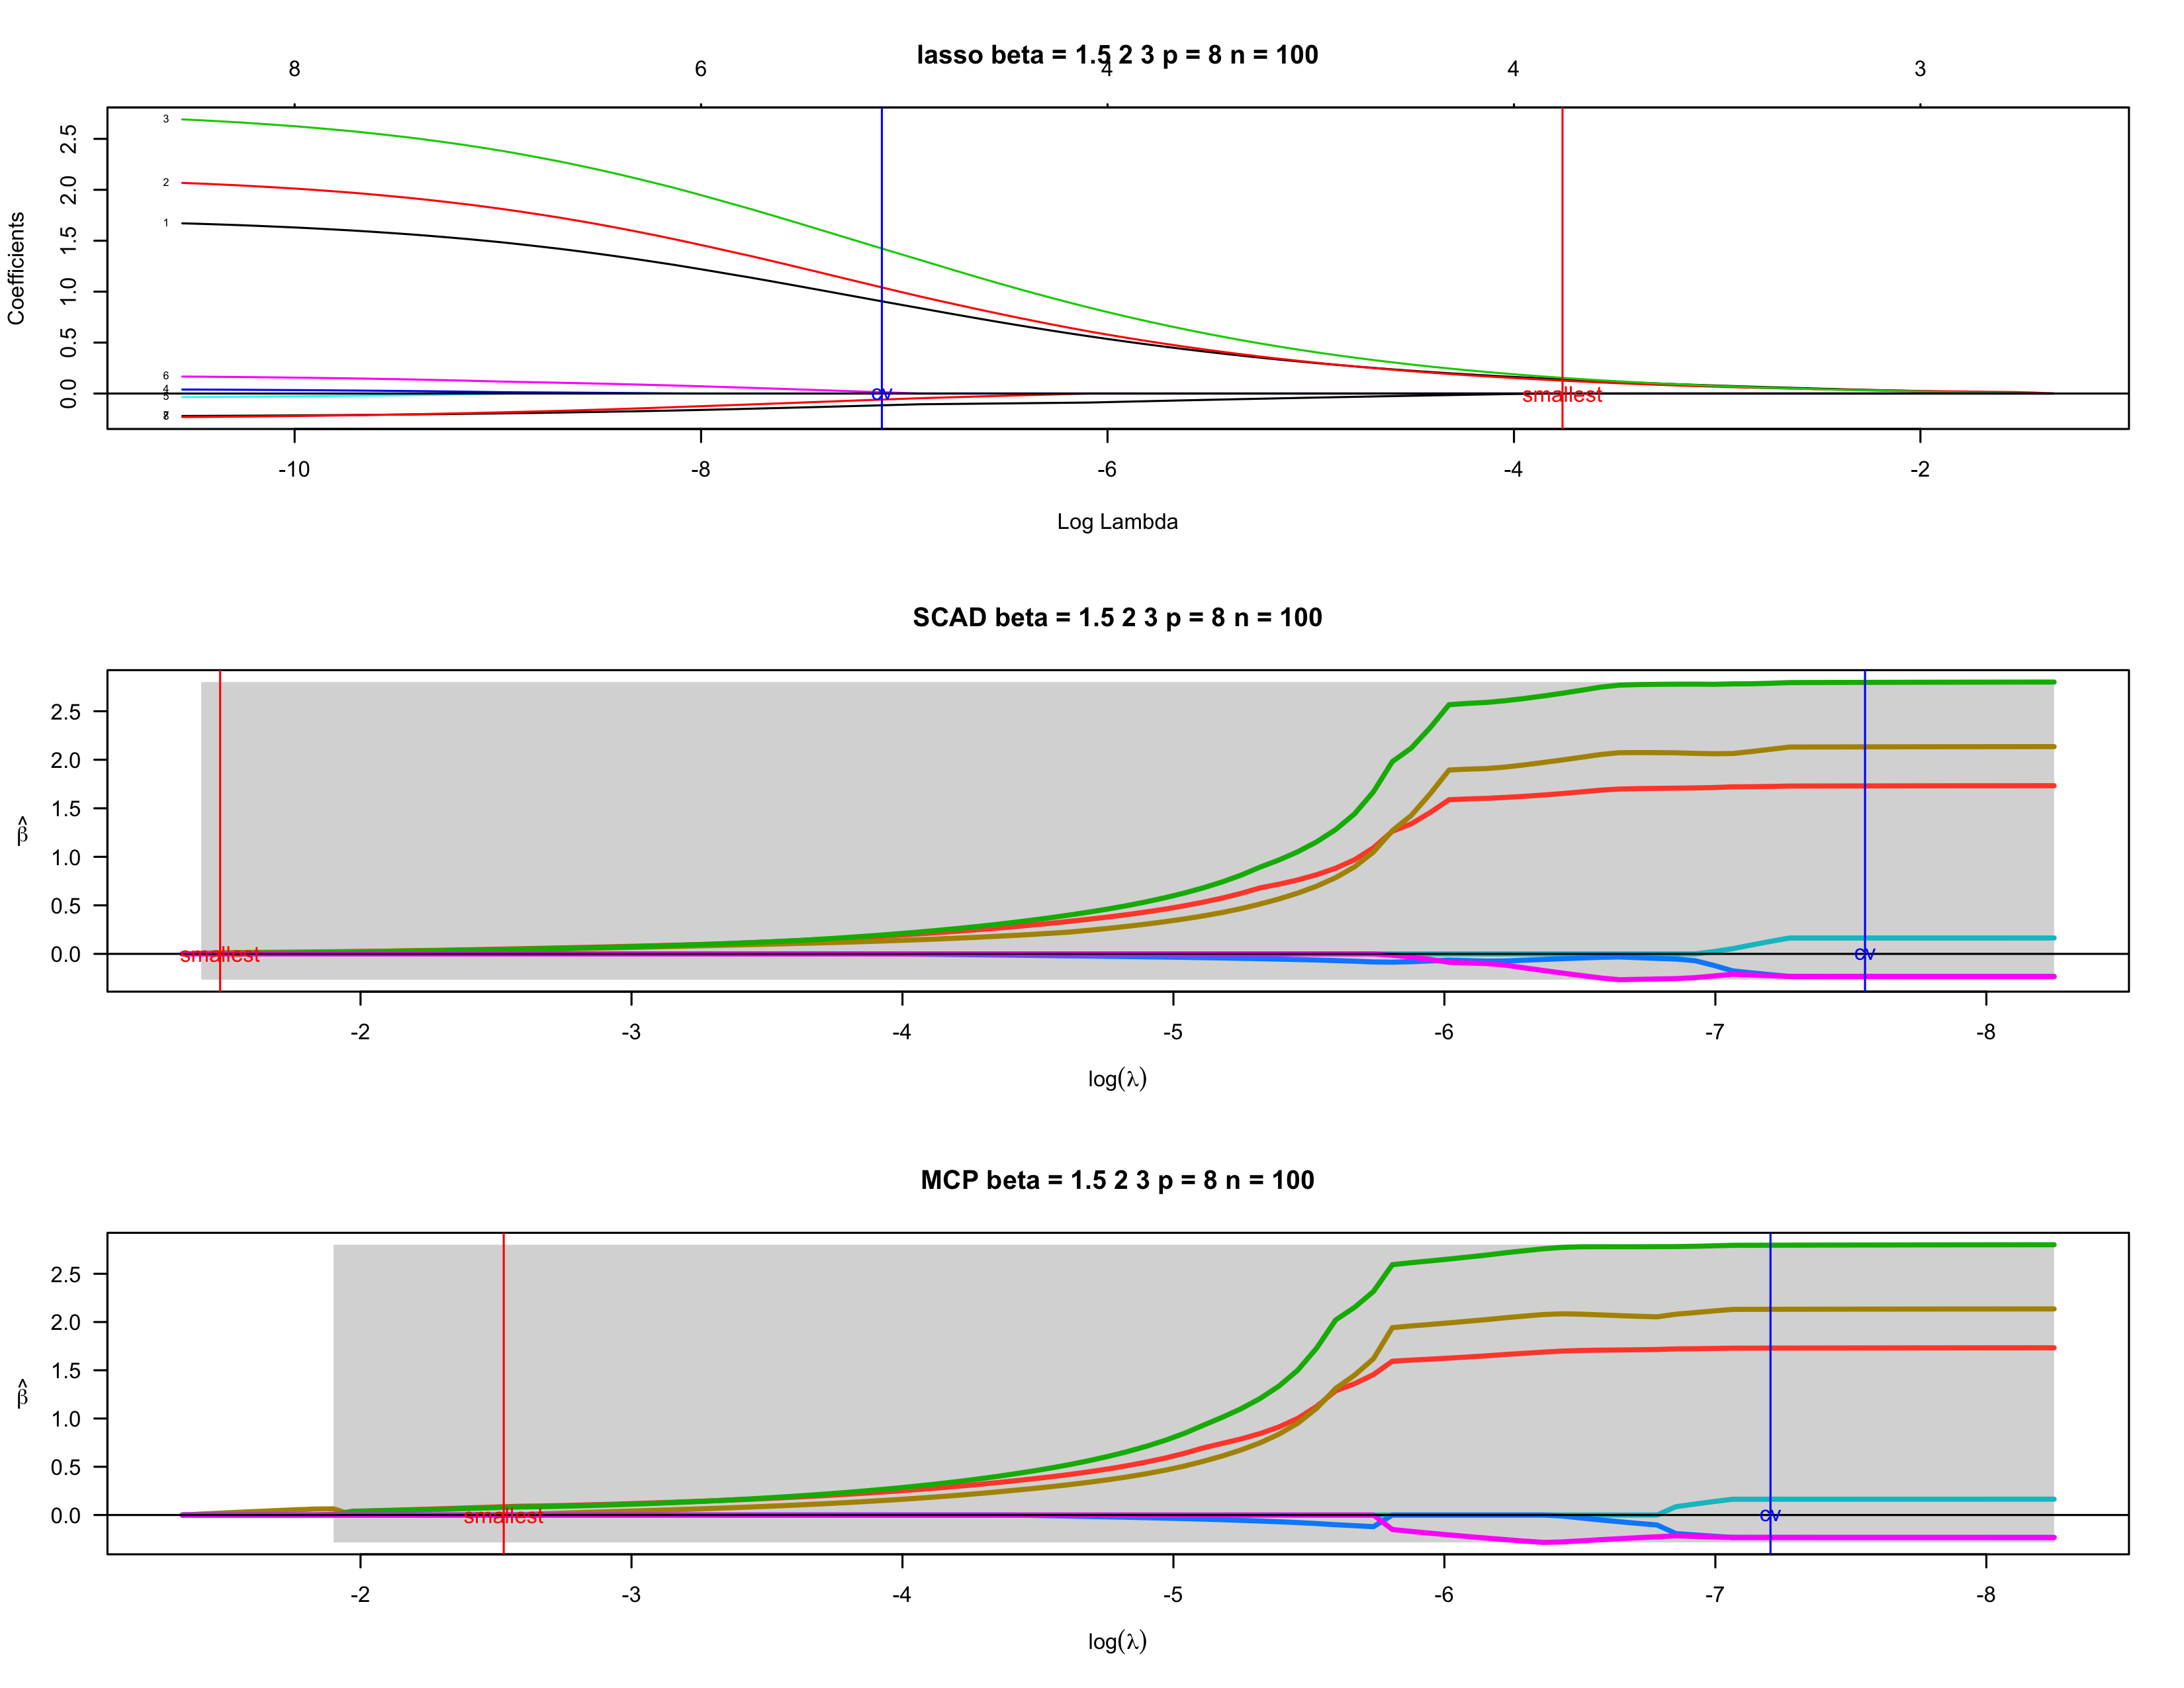 lasso beta = 1.5 2 3 p = 8 n = 100
8 6 4 4 3
Coefficients
2.5
2.0
1.5
1.0
0.5
0.0
3
2
1
6
4
5
cv
smallest
-10 -8 -6 -4 -2
Log Lambda
SCAD beta = 1.5 2 3 p = 8 n = 100
β̂
2.5
2.0
1.5
1.0
0.5
0.0
smallest
cv
-2 -3 -4 -5 -6 -7 -8
log(λ)
MCP beta = 1.5 2 3 p = 8 n = 100
β̂
2.5
2.0
1.5
1.0
0.5
0.0
smallest
cv
-2 -3 -4 -5 -6 -7 -8
log(λ)